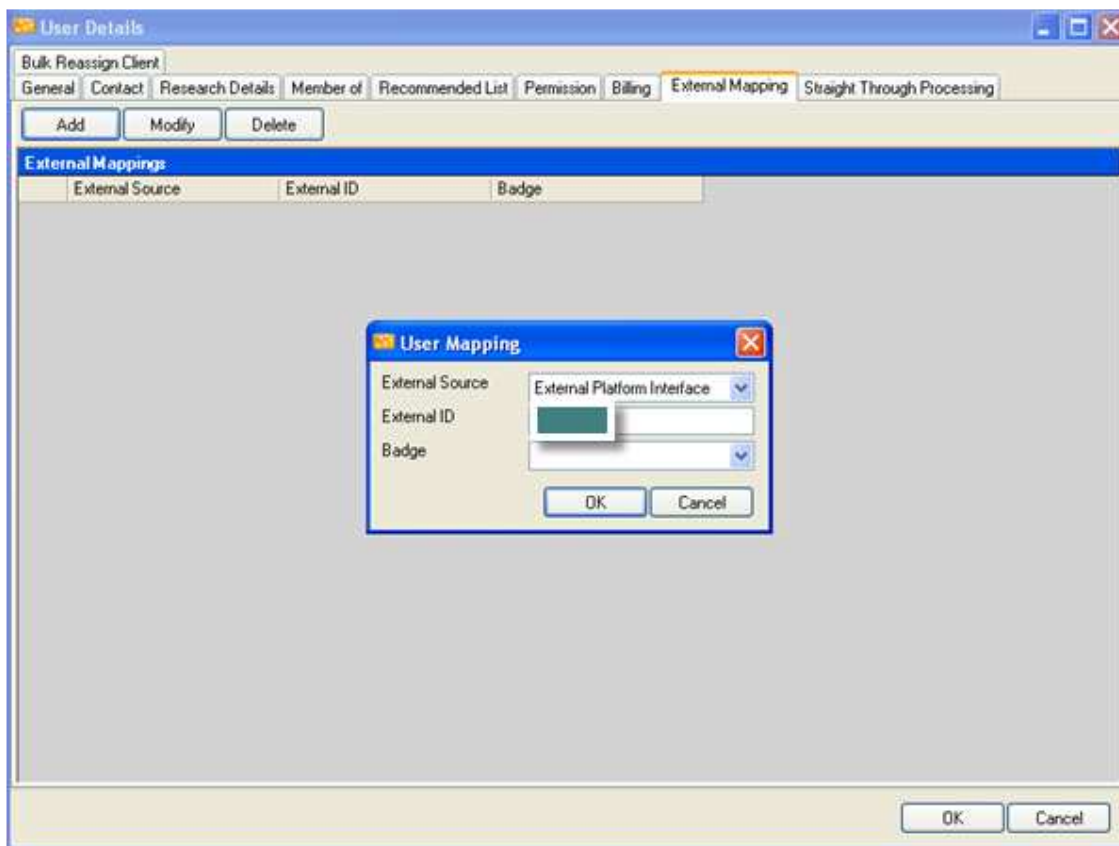 User Details
Bulk Reassign Client
General Contact Research Details Member of Recommended List Permission Billing External Mapping Straight Through Processing
Add Modify Delete
External Mappings
External Source External ID Badge
User Mapping
External Source External Platform Interface
External ID
Badge
OK Cancel
OK Cancel